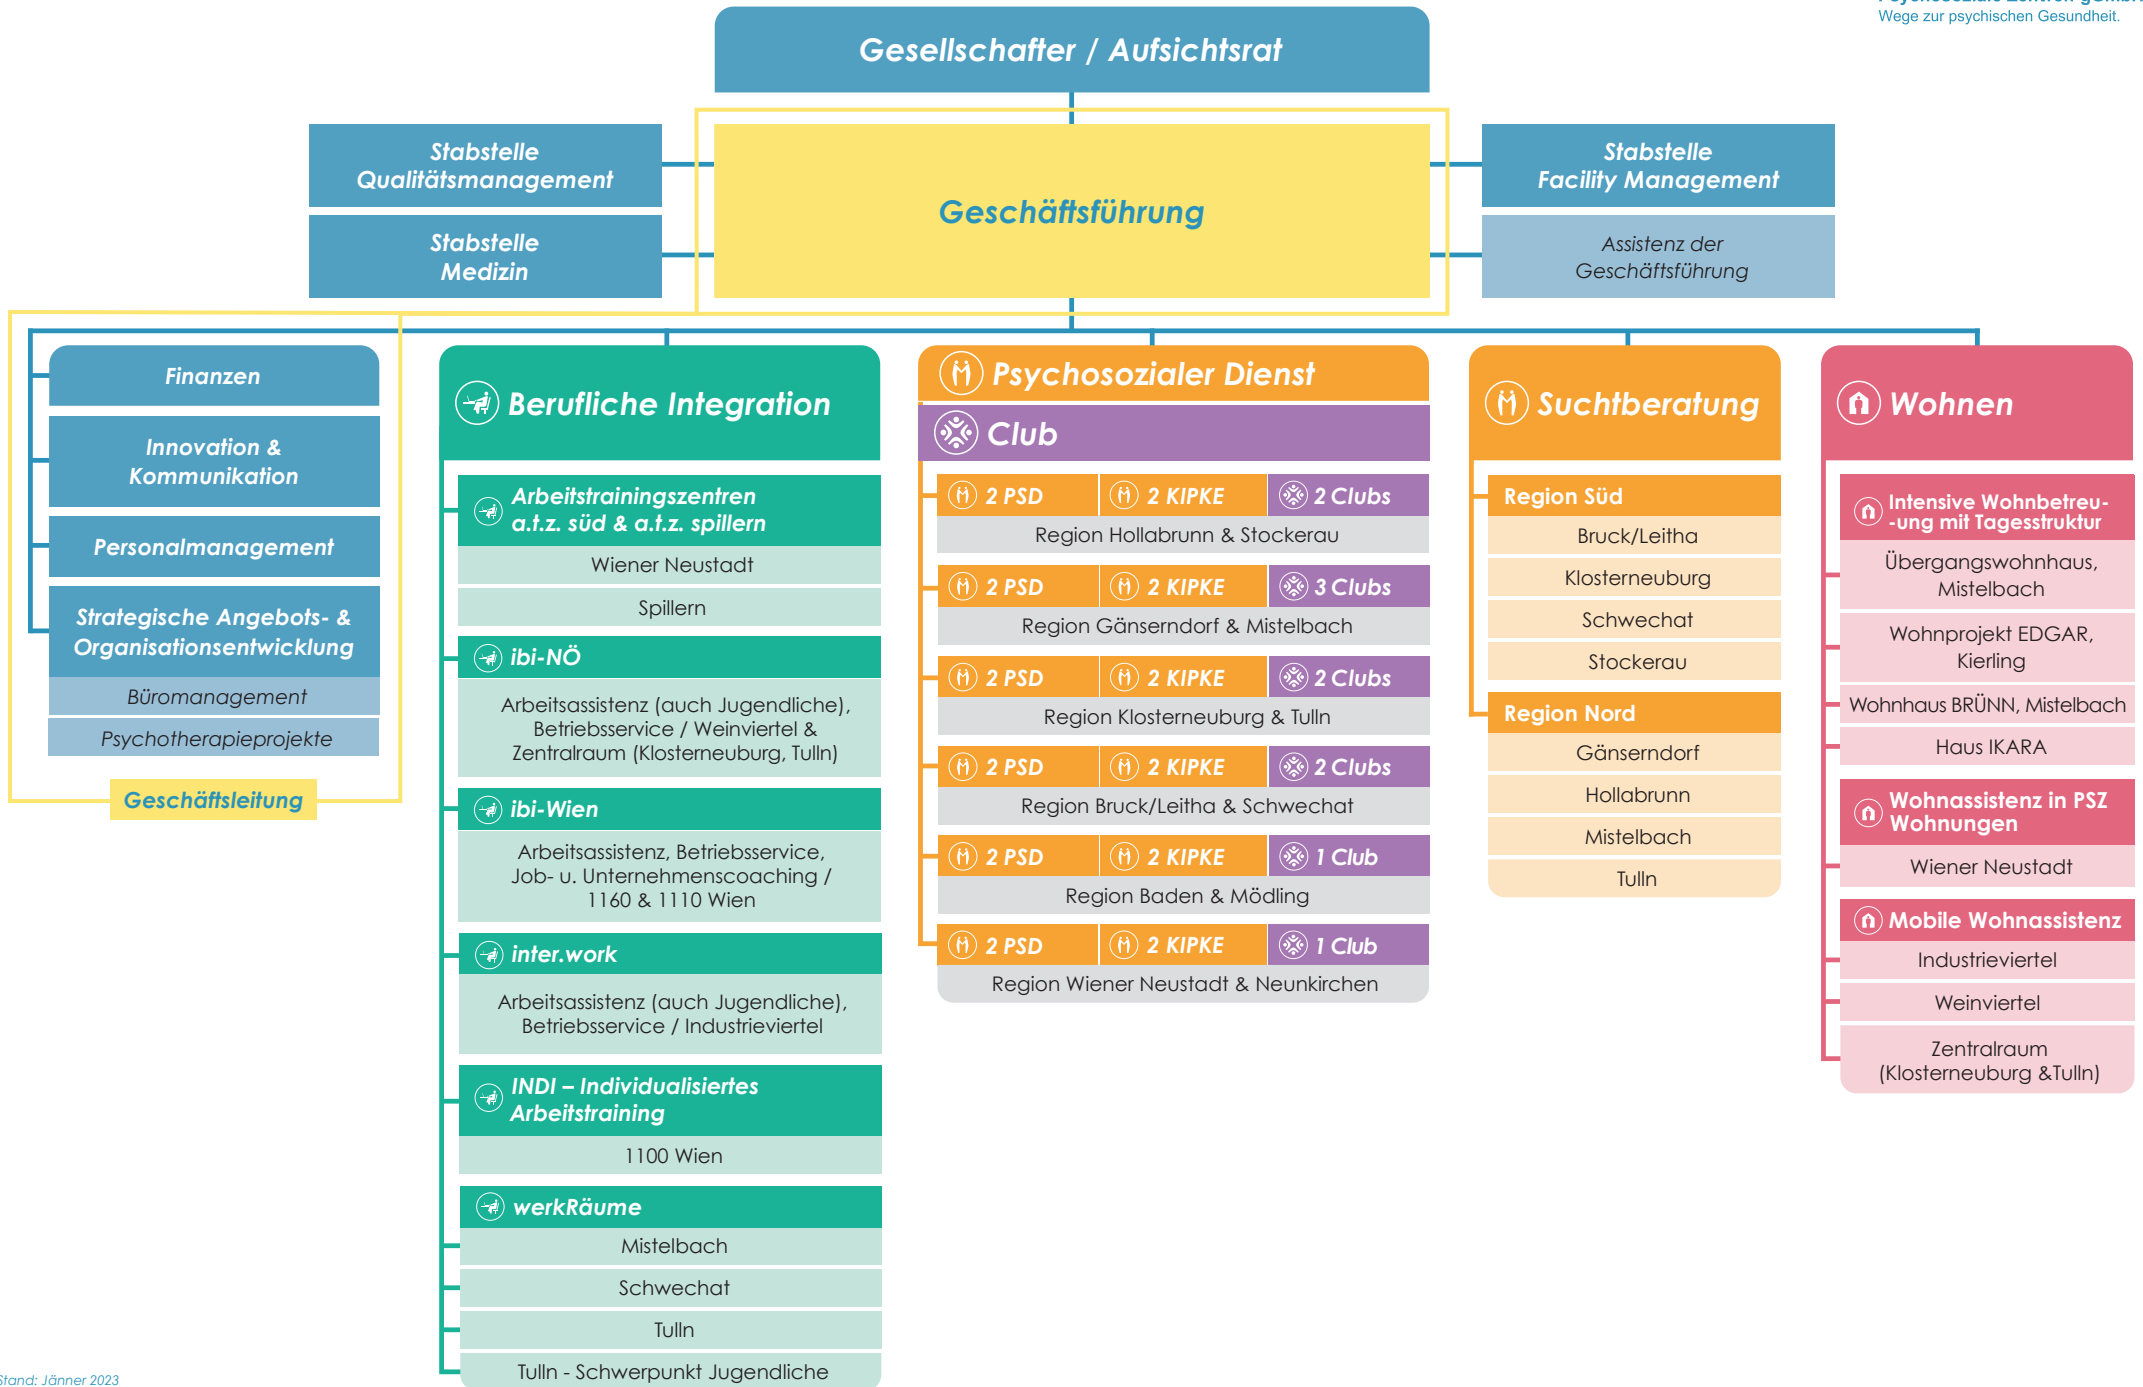 Wege zur psychischen Gesundheit.
Gesellschafter / Aufsichtsrat
Stabstelle
Qualitätsmanagement
Stabstelle
Medizin
Geschäftsführung
Stabstelle
Facility Management
Assistenz der
Geschäftsführung
Finanzen
Innovation &
Kommunikation
Personalmanagement
Strategische Angebots- &
Organisationsentwicklung
Büromanagement
Psychotherapieprojekte
Geschäftsleitung
Berufliche Integration
Arbeitstrainingszentren
a.t.z. süd & a.t.z. spillern
Wiener Neustadt
Spillern
ibi-NÖ
Arbeitsassistenz (auch Jugendliche),
Betriebsservice / Weinviertel &
Zentralraum (Klosterneuburg, Tulln)
ibi-Wien
Arbeitsassistenz, Betriebsservice,
Job- u. Unternehmenscoaching /
1160 & 1110 Wien
inter.work
Arbeitsassistenz (auch Jugendliche),
Betriebsservice / Industrieviertel
INDI – Individualisiertes
Arbeitstraining
1100 Wien
werkRäume
Mistelbach
Schwechat
Tulln
Tulln - Schwerpunkt Jugendliche
Psychosozialer Dienst
Club
2 PSD 2 KIPKE 2 Clubs
Region Hollabrunn & Stockerau
2 PSD 2 KIPKE 3 Clubs
Region Gänserndorf & Mistelbach
2 PSD 2 KIPKE 2 Clubs
Region Klosterneuburg & Tulln
2 PSD 2 KIPKE 2 Clubs
Region Bruck/Leitha & Schwechat
2 PSD 2 KIPKE 1 Club
Region Baden & Mödling
2 PSD 2 KIPKE 1 Club
Region Wiener Neustadt & Neunkirchen
Suchtberatung
Region Süd
Bruck/Leitha
Klosterneuburg
Schwechat
Stockerau
Region Nord
Gänserndorf
Hollabrunn
Mistelbach
Tulln
Wohnen
Intensive Wohnbetreu-
-ung mit Tagesstruktur
Übergangswohnhaus,
Mistelbach
Wohnprojekt EDGAR,
Kierling
Wohnhaus BRÜNN, Mistelbach
Haus IKARA
Wohnassistenz in PSZ
Wohnungen
Wiener Neustadt
Mobile Wohnassistenz
Industrieviertel
Weinviertel
Zentralraum
(Klosterneuburg &Tulln)
Stand: Jänner 2023